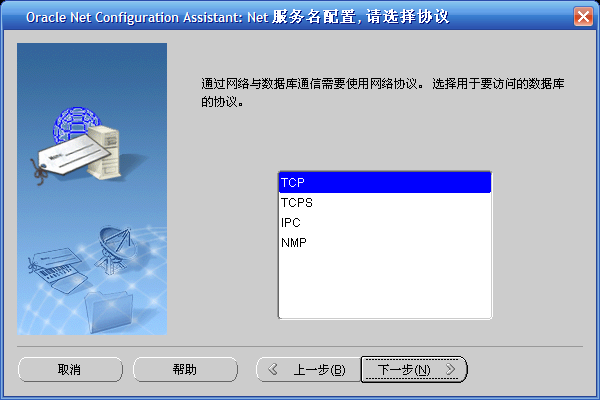 Oracle Net Configuration Assistant: Net 服务名配置, 请选择协议
通过网络与数据库通信需要使用网络协议。选择用于要访问的数据库
的协议。
TCP
TCPS
IPC
NMP
取消
帮助
上一步(B)
下一步(N)